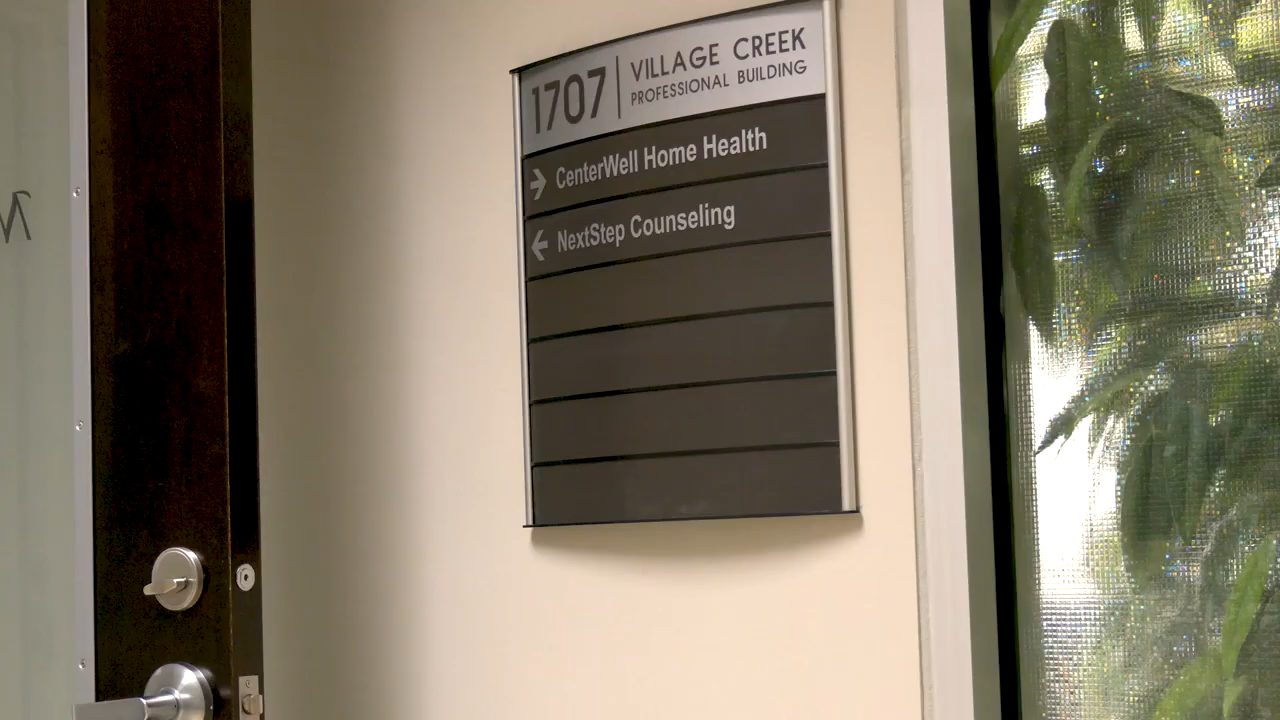 1707 VILLAGE CREEK
PROFESSIONAL BUILDING
→ CenterWell Home Health
← NextStep Counseling